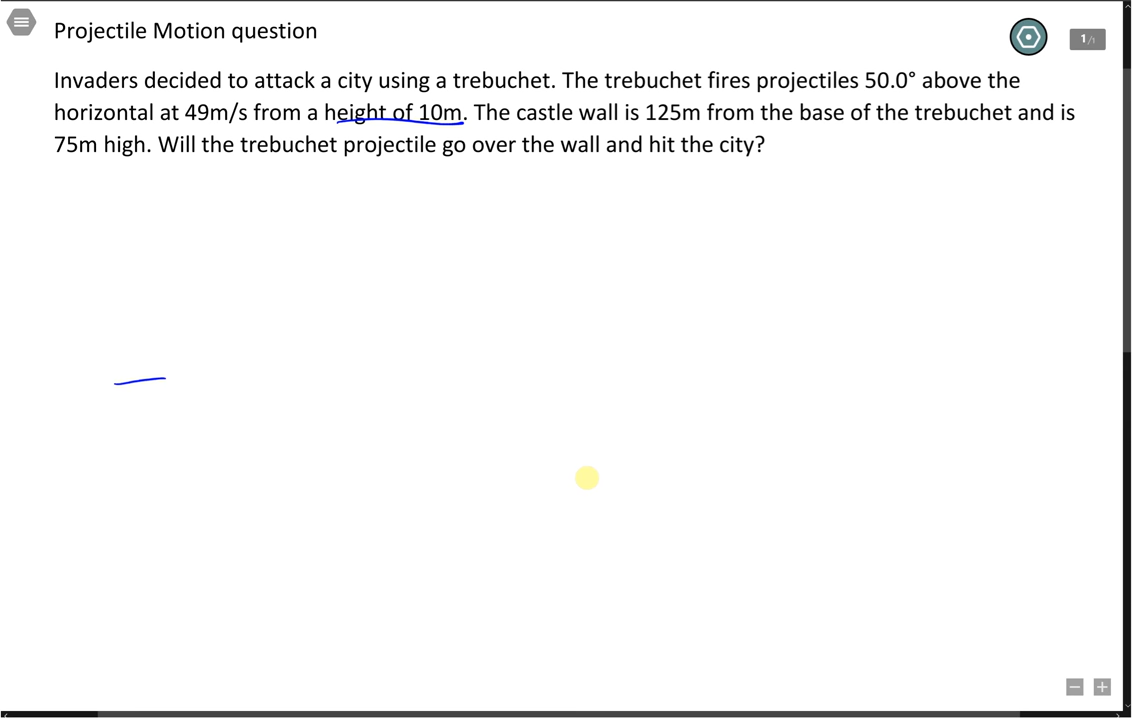 Projectile Motion question
1/1
Invaders decided to attack a city using a trebuchet. The trebuchet fires projectiles 50.0° above the
horizontal at 49m/s from a height of 10m. The castle wall is 125m from the base of the trebuchet and is
75m high. Will the trebuchet projectile go over the wall and hit the city?